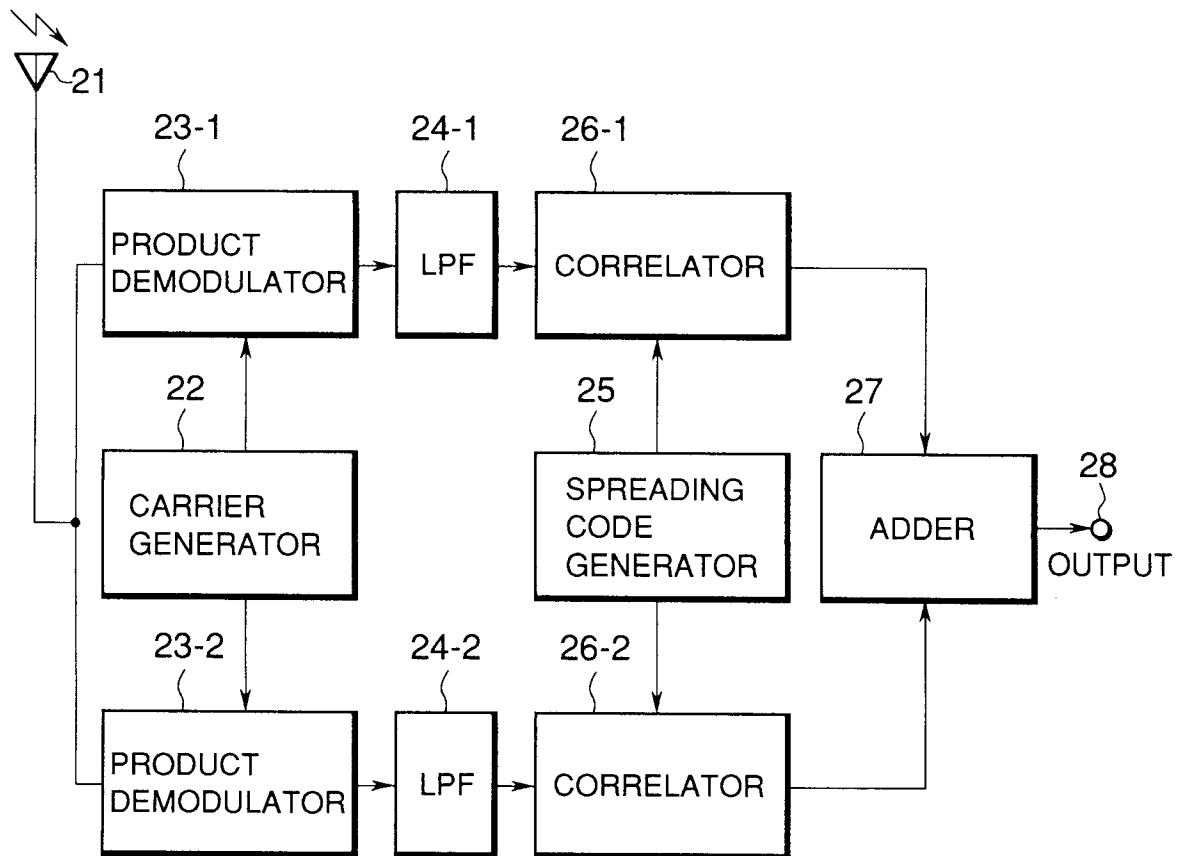 21
23-1
24-1
26-1
PRODUCT
DEMODULATOR
LPF
CORRELATOR
22
25
27
28
CARRIER
GENERATOR
SPREADING
CODE
GENERATOR
ADDER
OUTPUT
23-2
24-2
26-2
PRODUCT
DEMODULATOR
LPF
CORRELATOR